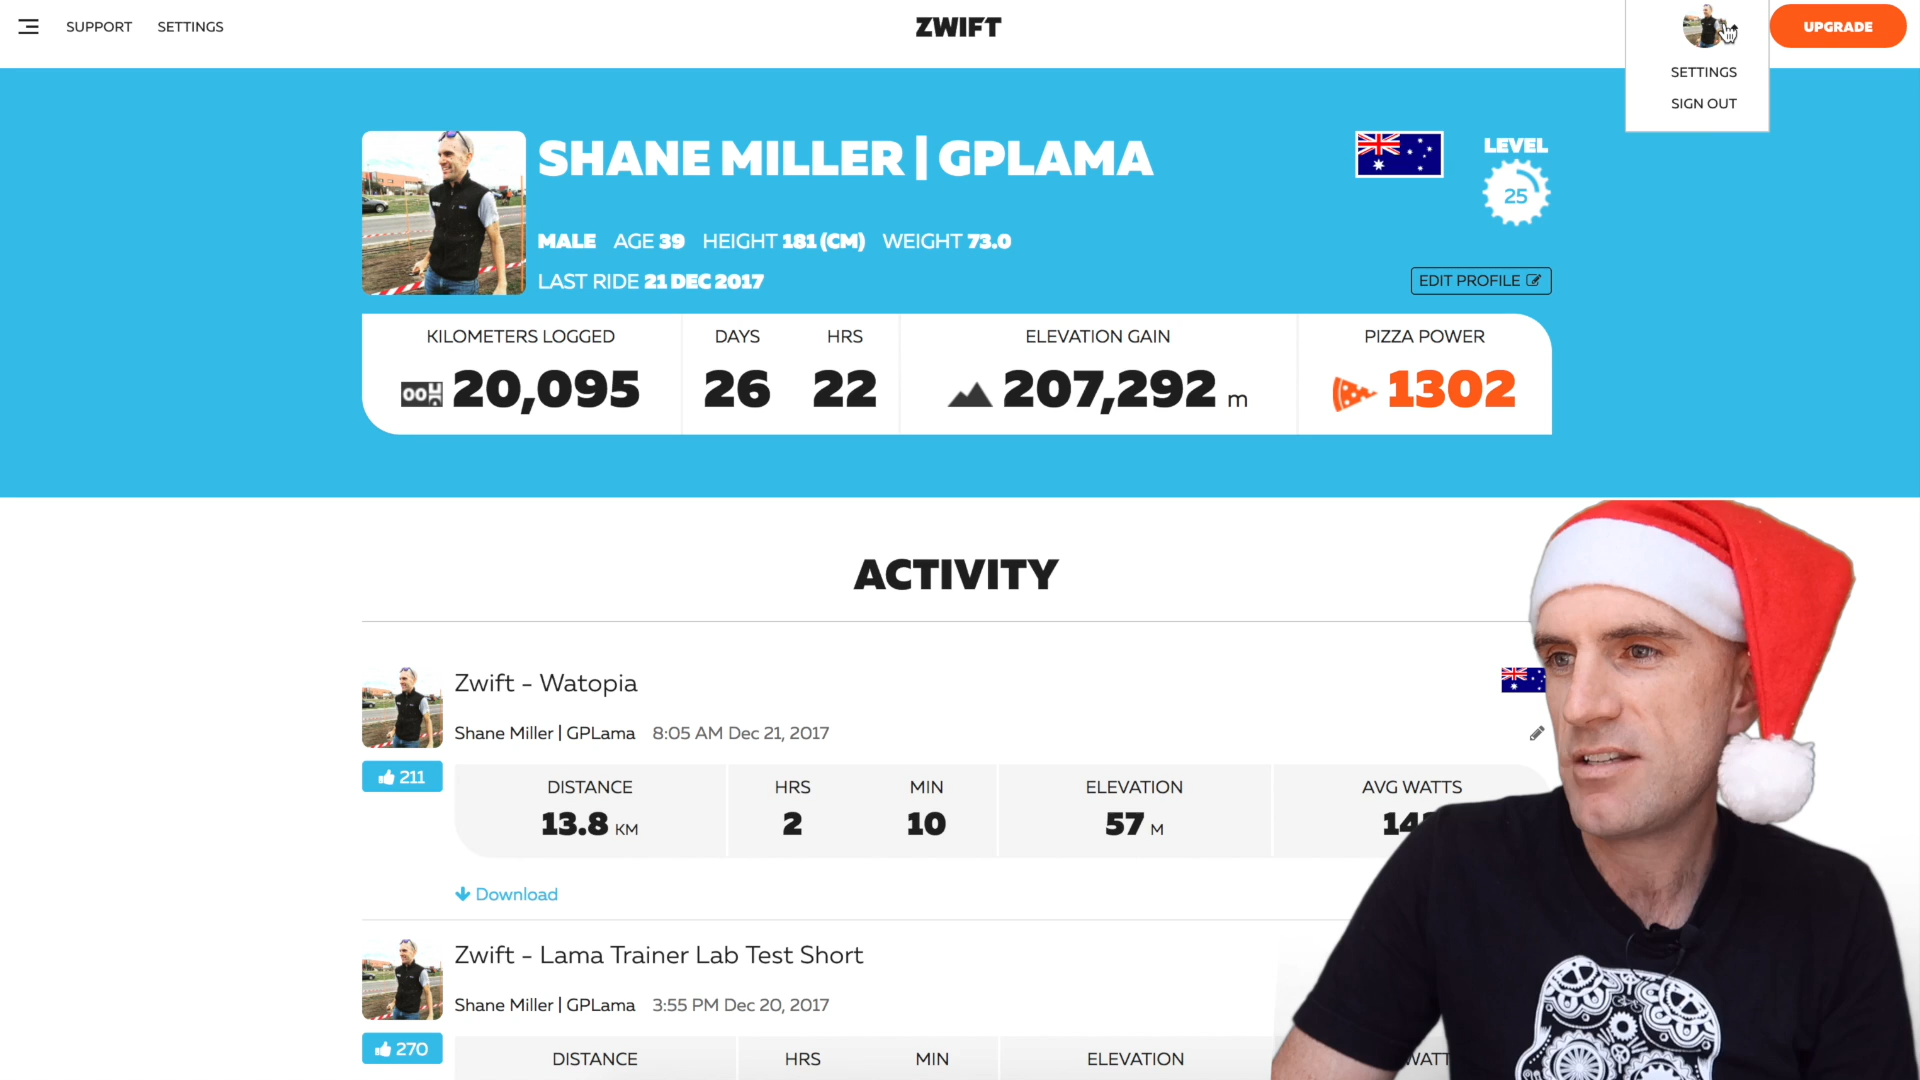 SUPPORT SETTINGS ZWIFT UPGRADE
SETTINGS
SIGN OUT
SHANE MILLER | GPLAMA
LEVEL
25
MALE AGE 39 HEIGHT 181 (CM) WEIGHT 73.0
LAST RIDE 21 DEC 2017
EDIT PROFILE
KILOMETERS LOGGED DAYS HRS ELEVATION GAIN PIZZA POWER
20,095 26 22 207,292 m 1302
ACTIVITY
Zwift - Watopia
Shane Miller | GPLama 8:05 AM Dec 21, 2017
211
DISTANCE HRS MIN ELEVATION AVG WATTS
13.8 KM 2 10 57 M
Download
Zwift - Lama Trainer Lab Test Short
Shane Miller | GPLama 3:55 PM Dec 20, 2017
270
DISTANCE HRS MIN ELEVATION